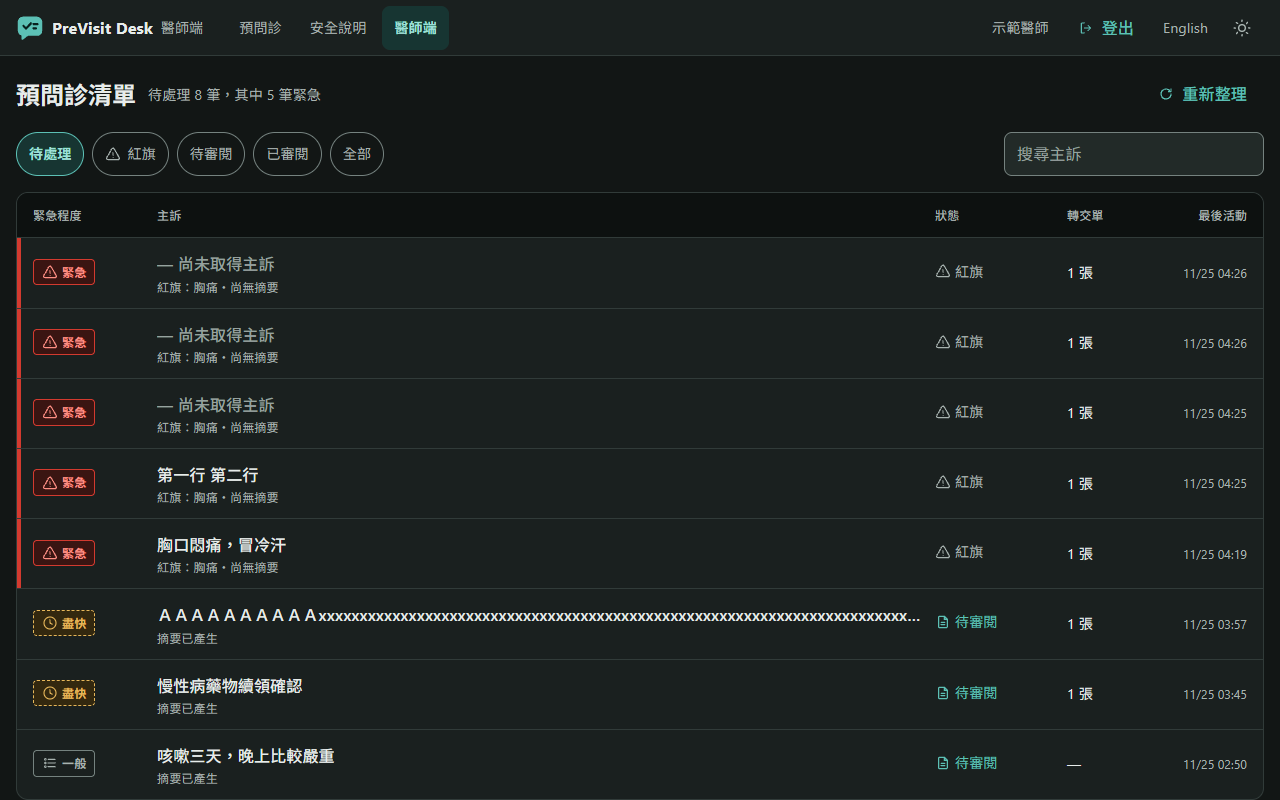 PreVisit Desk 醫師端 預問診 安全說明 醫師端 示範醫師 登出 English
預問診清單 待處理 8 筆，其中 5 筆緊急 重新整理
待處理 紅旗 待審閱 已審閱 全部 搜尋主訴
緊急程度 主訴 狀態 轉交單 最後活動
緊急 — 尚未取得主訴 紅旗 1 張 11/25 04:26
紅旗：胸痛・尚無摘要
緊急 — 尚未取得主訴 紅旗 1 張 11/25 04:26
紅旗：胸痛・尚無摘要
緊急 — 尚未取得主訴 紅旗 1 張 11/25 04:25
紅旗：胸痛・尚無摘要
緊急 第一行 第二行 紅旗 1 張 11/25 04:25
紅旗：胸痛・尚無摘要
緊急 胸口悶痛，冒冷汗 紅旗 1 張 11/25 04:19
紅旗：胸痛・尚無摘要
盡快 ＡＡＡＡＡＡＡＡＡＡxxxxxxxxxxxxxxxxxxxxxxxxxxxxxxxxxxxxxxxxxxxxxxxxxxxxxxxxxxxxxxxxxxxxxxxx... 待審閱 1 張 11/25 03:57
摘要已產生
盡快 慢性病藥物續領確認 待審閱 1 張 11/25 03:45
摘要已產生
一般 咳嗽三天，晚上比較嚴重 待審閱 — 11/25 02:50
摘要已產生